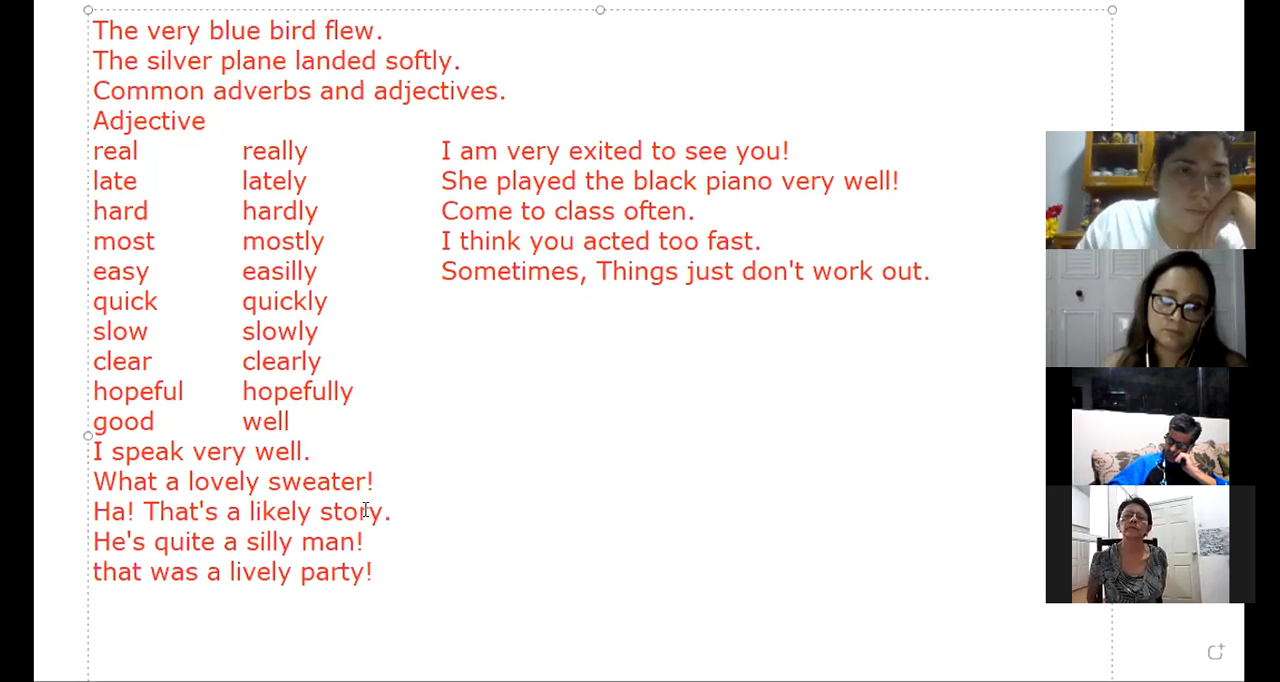 The very blue bird flew.
The silver plane landed softly.
Common adverbs and adjectives.
Adjective
real really I am very exited to see you!
late lately She played the black piano very well!
hard hardly Come to class often.
most mostly I think you acted too fast.
easy easilly Sometimes, Things just don't work out.
quick quickly
slow slowly
clear clearly
hopeful hopefully
good well
I speak very well.
What a lovely sweater!
Ha! That's a likely story.
He's quite a silly man!
that was a lively party!